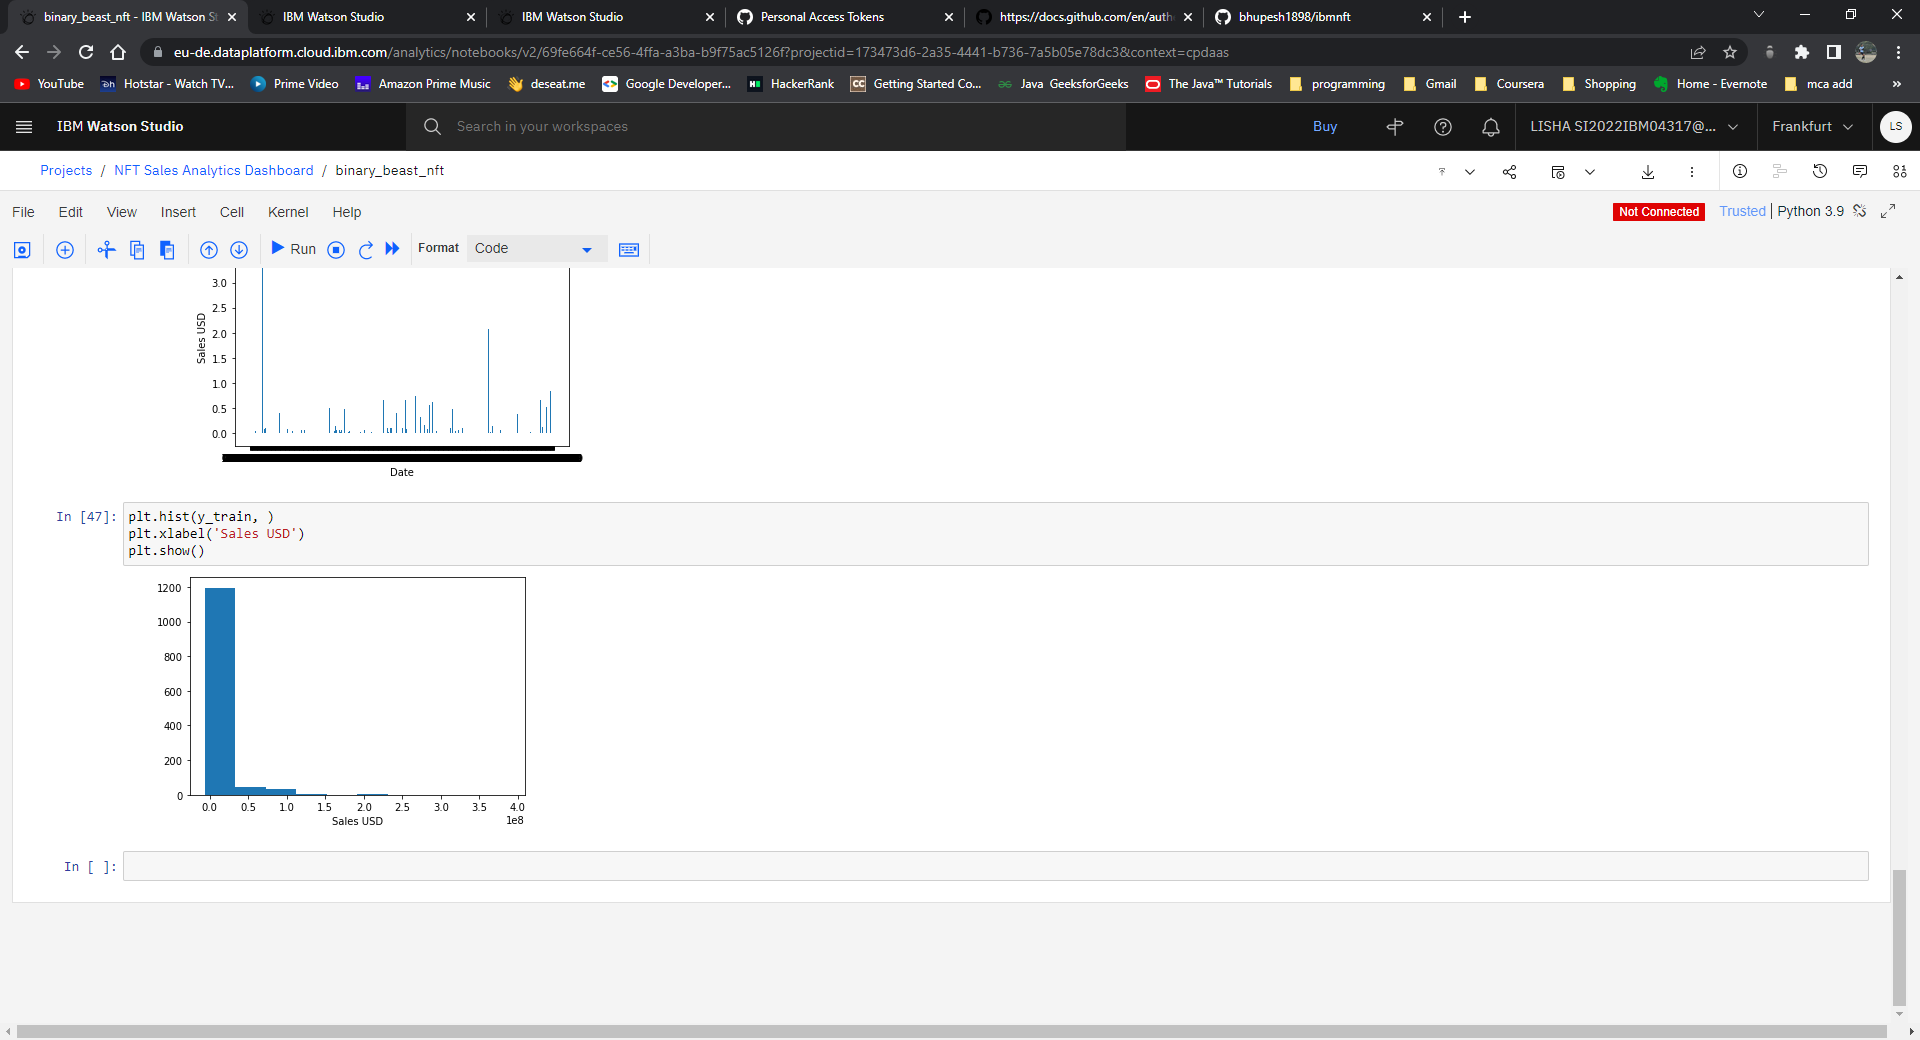 binary_beast_nft - IBM Watson St
IBM Watson Studio
IBM Watson Studio
Personal Access Tokens
https://docs.github.com/en/auth
bhupesh1898/ibmnft
eu-de.dataplatform.cloud.ibm.com/analytics/notebooks/v2/69fe664f-ce56-4ffa-a3ba-b9f75ac5126f?projectid=173473d6-2a35-4441-b736-7a5b05e78dc3&context=cpdaas
YouTube
Hotstar - Watch TV...
Prime Video
Amazon Prime Music
deseat.me
Google Developer...
HackerRank
Getting Started Co...
Java GeeksforGeeks
The Java™ Tutorials
programming
Gmail
Coursera
Shopping
Home - Evernote
mca add
»
IBM Watson Studio
Search in your workspaces
Buy
LISHA SI2022IBM04317@...
Frankfurt
LS
Projects / NFT Sales Analytics Dashboard / binary_beast_nft
File
Edit
View
Insert
Cell
Kernel
Help
Not Connected
Trusted | Python 3.9
Run
Format
Code
3.0
2.5
2.0
1.5
1.0
0.5
0.0
Sales USD
Date
In [47]:
plt.hist(y_train, )
plt.xlabel('Sales USD')
plt.show()
1200
1000
800
600
400
200
0
0.0 0.5 1.0 1.5 2.0 2.5 3.0 3.5 4.0
Sales USD
1e8
In [ ]: